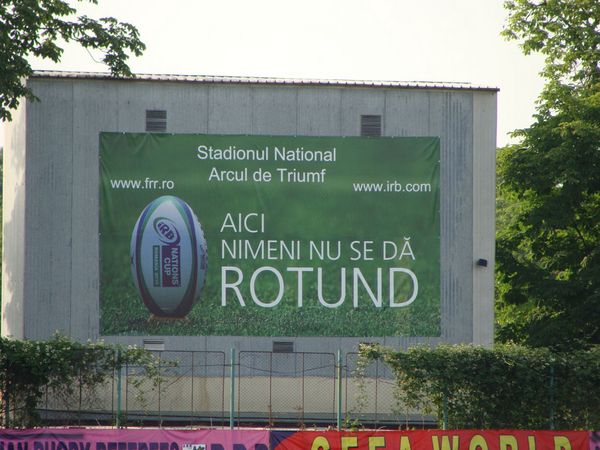 Stadionul National
Arcul de Triumf
www.frr.ro
www.irb.com
AICI
NIMENI NU SE DĂ
ROTUND
IRB
NATIONS
CUP
WORLD